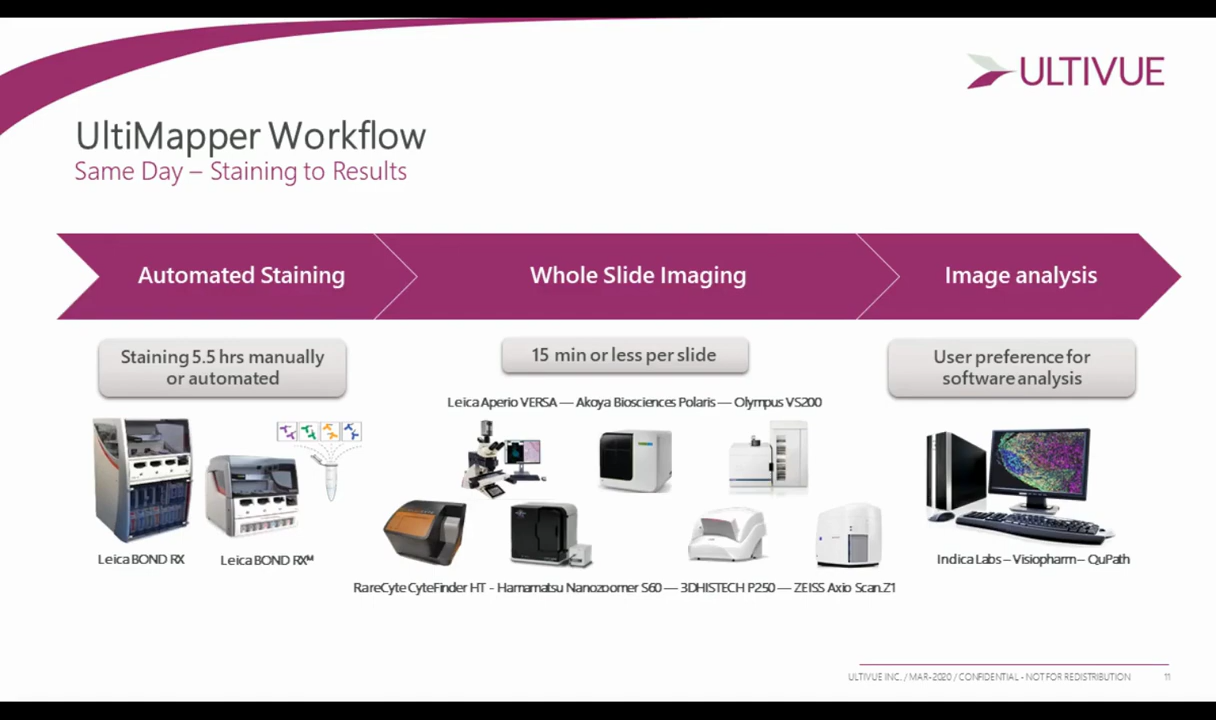 ULTIVUE
UltiMapper Workflow
Same Day – Staining to Results
Automated Staining
Whole Slide Imaging
Image analysis
Staining 5.5 hrs manually
or automated
15 min or less per slide
User preference for
software analysis
Leica Aperio VERSA — Akoya Biosciences Polaris — Olympus VS200
Leica BOND RX
Leica BOND RXᴹ
Indica Labs – Visiopharm – QuPath
RareCyte CyteFinder HT - Hamamatsu Nanozoomer S60 — 3DHISTECH P250 — ZEISS Axio Scan.Z1
ULTIVUE INC. / MAR-2020 / CONFIDENTIAL - NOT FOR REDISTRIBUTION 11